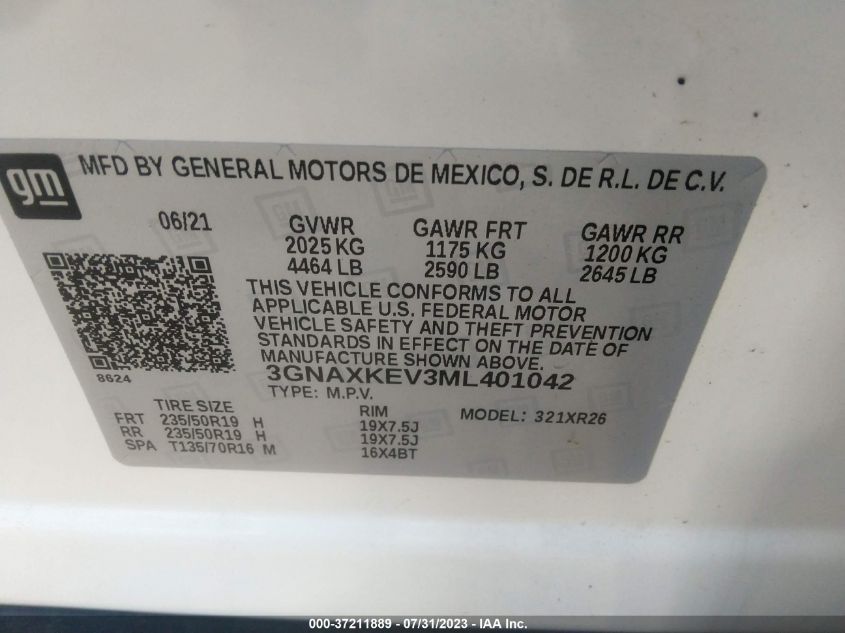 gm
MFD BY GENERAL MOTORS DE MEXICO, S. DE R.L. DE C.V.
06/21 GVWR GAWR FRT GAWR RR
2025 KG 1175 KG 1200 KG
4464 LB 2590 LB 2645 LB
THIS VEHICLE CONFORMS TO ALL
APPLICABLE U.S. FEDERAL MOTOR
VEHICLE SAFETY AND THEFT PREVENTION
STANDARDS IN EFFECT ON THE DATE OF
MANUFACTURE SHOWN ABOVE.
8624 3GNAXKEV3ML401042
TYPE: M.P.V.
TIRE SIZE RIM MODEL: 321XR26
FRT 235/50R19 H 19X7.5J
RR 235/50R19 H 19X7.5J
SPA T135/70R16 M 16X4BT
000-37211889 - 07/31/2023 - © IAA, Inc.